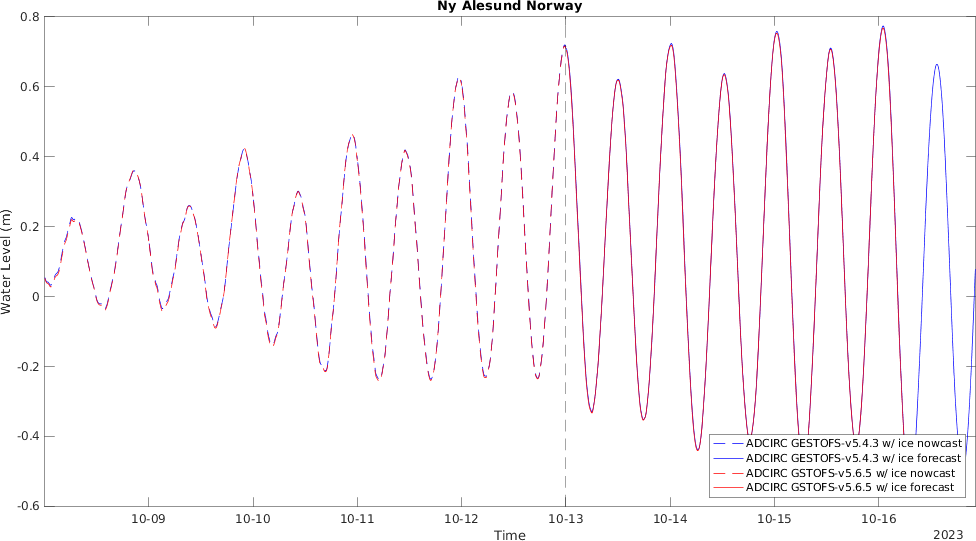 Ny Alesund Norway
0.8
0.6
0.4
0.2
0
-0.2
-0.4
-0.6
Water Level (m)
ADCIRC GESTOFS-v5.4.3 w/ ice nowcast
ADCIRC GESTOFS-v5.4.3 w/ ice forecast
ADCIRC GSTOFS-v5.6.5 w/ ice nowcast
ADCIRC GSTOFS-v5.6.5 w/ ice forecast
10-09 10-10 10-11 10-12 10-13 10-14 10-15 10-16
Time
2023